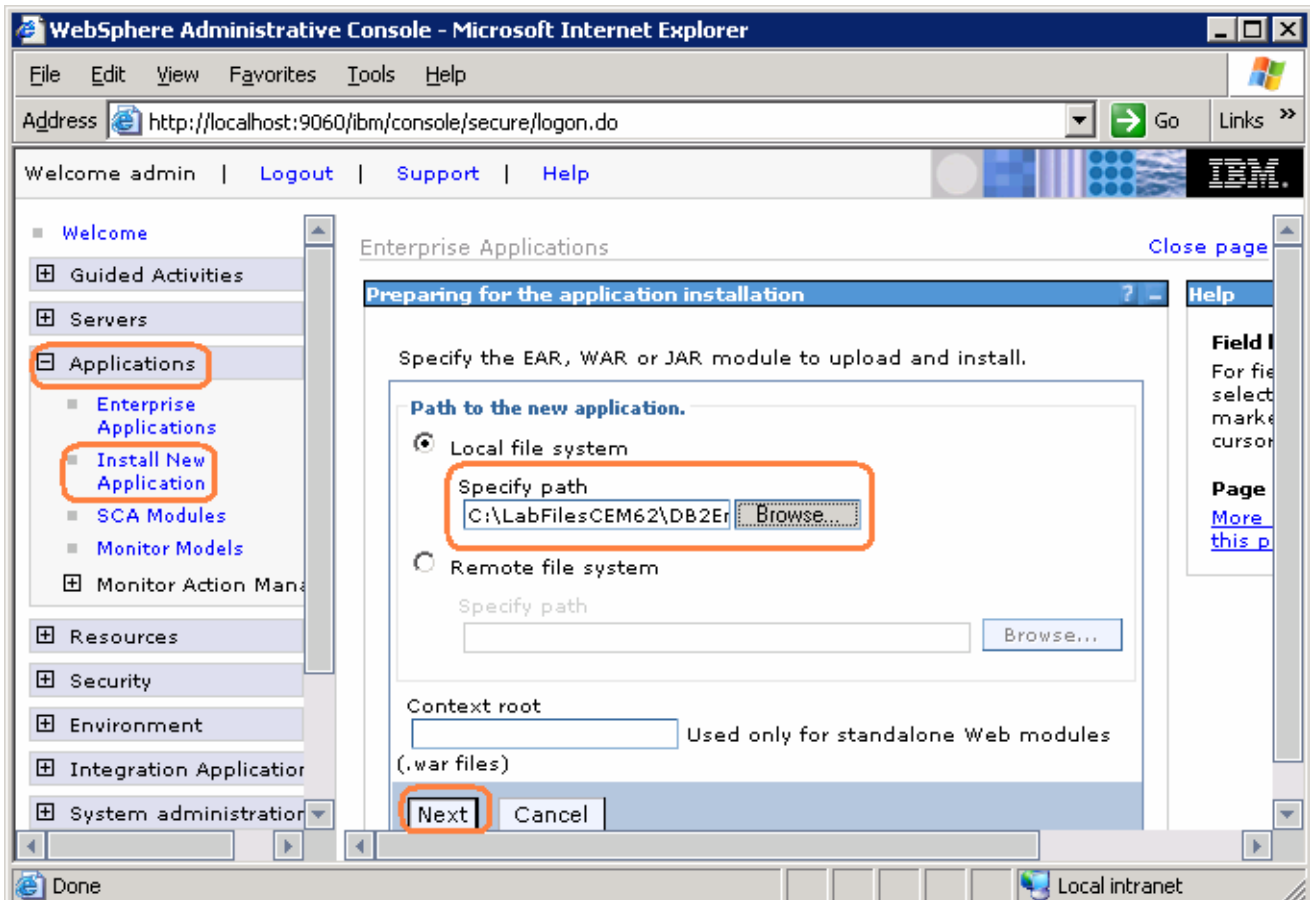 WebSphere Administrative Console - Microsoft Internet Explorer
File Edit View Favorites Tools Help
Address http://localhost:9060/ibm/console/secure/logon.do Go Links »
Welcome admin | Logout | Support | Help IBM.
Welcome
Guided Activities
Servers
Applications
Enterprise
Applications
Install New
Application
SCA Modules
Monitor Models
Monitor Action Mana
Resources
Security
Environment
Integration Application
System administration
Enterprise Applications Close page
Preparing for the application installation ? -
Specify the EAR, WAR or JAR module to upload and install.
Path to the new application.
Local file system
Specify path
C:\LabFilesCEM62\DB2Er Browse...
Remote file system
Specify path
Browse...
Context root
Used only for standalone Web modules
(.war files)
Next Cancel
Help
Field
For fie
select
marke
cursor
Page
More
this p
Done Local intranet